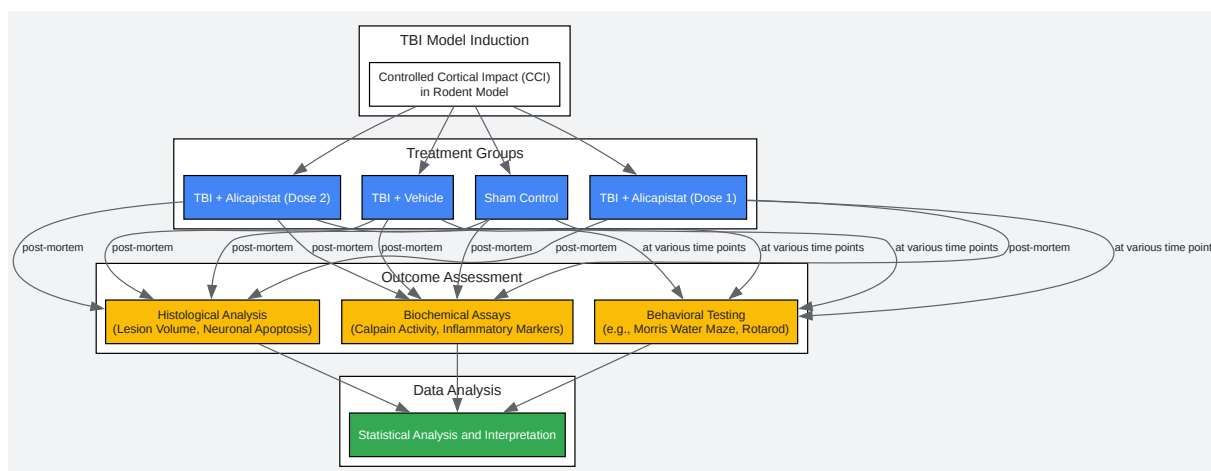 TBI Model Induction
Controlled Cortical Impact (CCI)
in Rodent Model
Treatment Groups
TBI + Alicapistat (Dose 2)
TBI + Vehicle
Sham Control
TBI + Alicapistat (Dose 1)
post-mortem
post-mortem
post-mortem
post-mortem
post-mortem
post-mortem
post-mortem
at various time points
at various time points
at various time points
post-mortem
at various time point
Outcome Assessment
Histological Analysis
(Lesion Volume, Neuronal Apoptosis)
Biochemical Assays
(Calpain Activity, Inflammatory Markers)
Behavioral Testing
(e.g., Morris Water Maze, Rotarod)
Data Analysis
Statistical Analysis and Interpretation